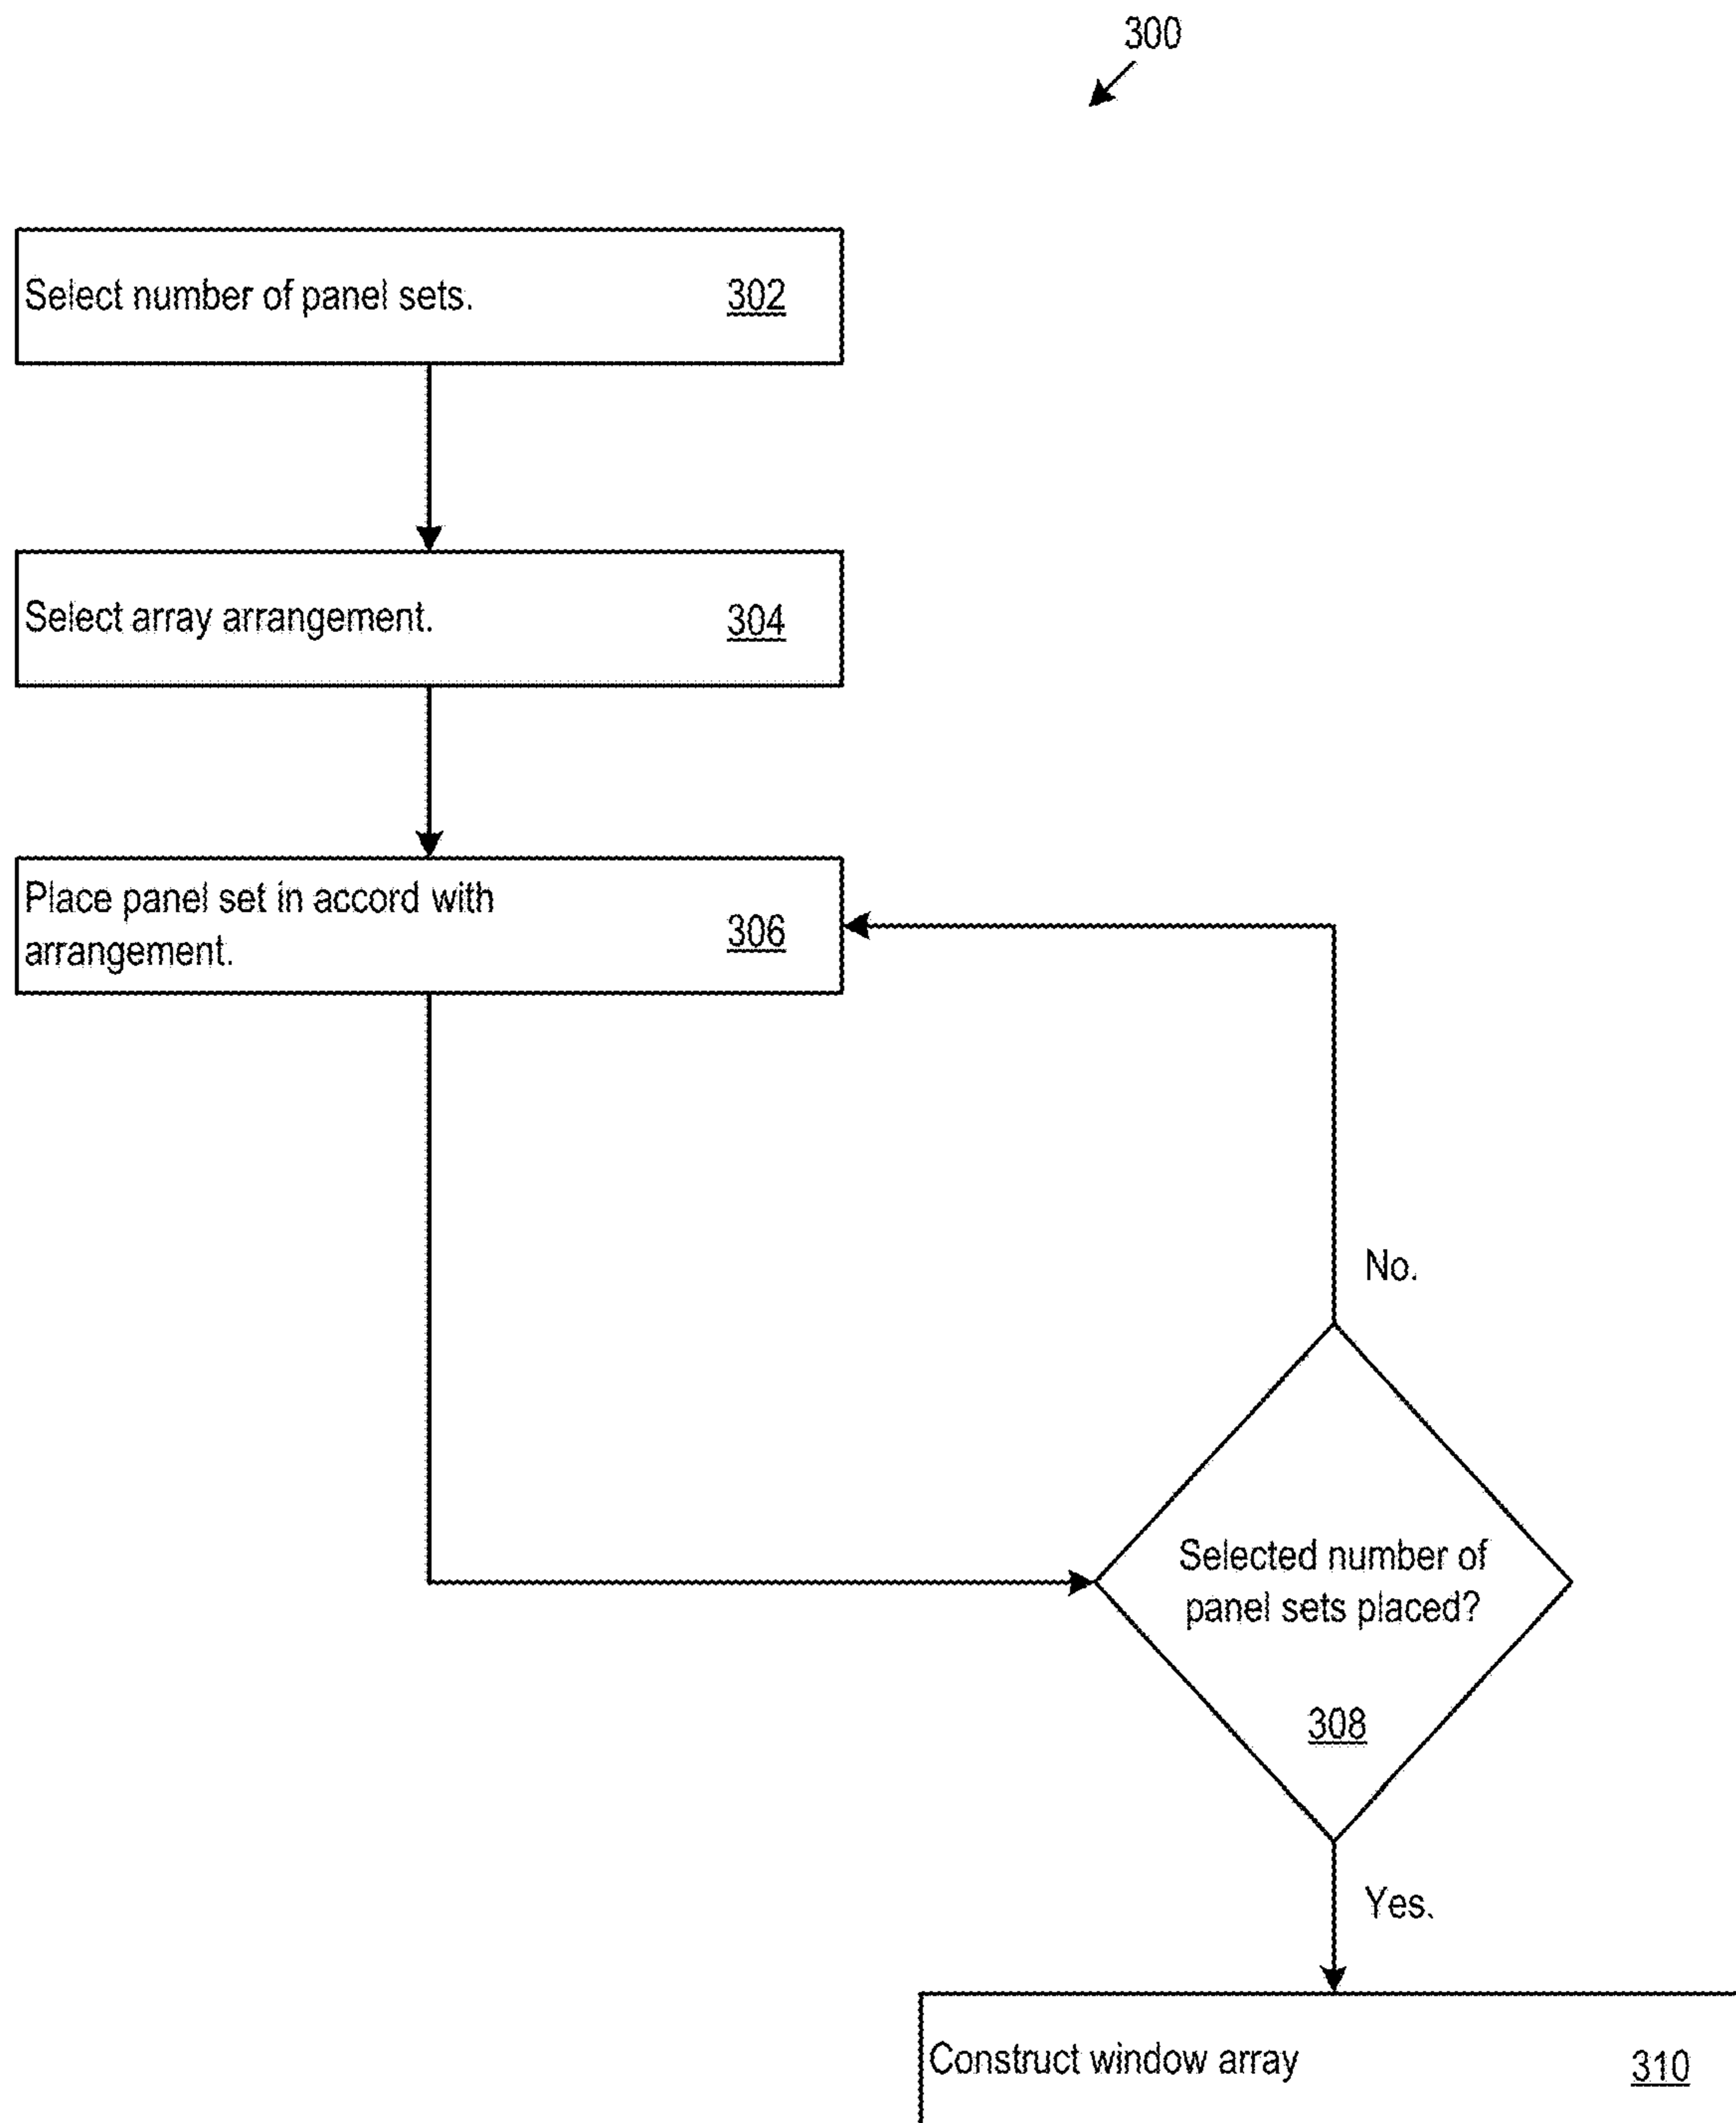 300
Select number of panel sets. 302
Select array arrangement. 304
Place panel set in accord with
arrangement. 306
No.
Selected number of
panel sets placed?
308
Yes.
Construct window array 310